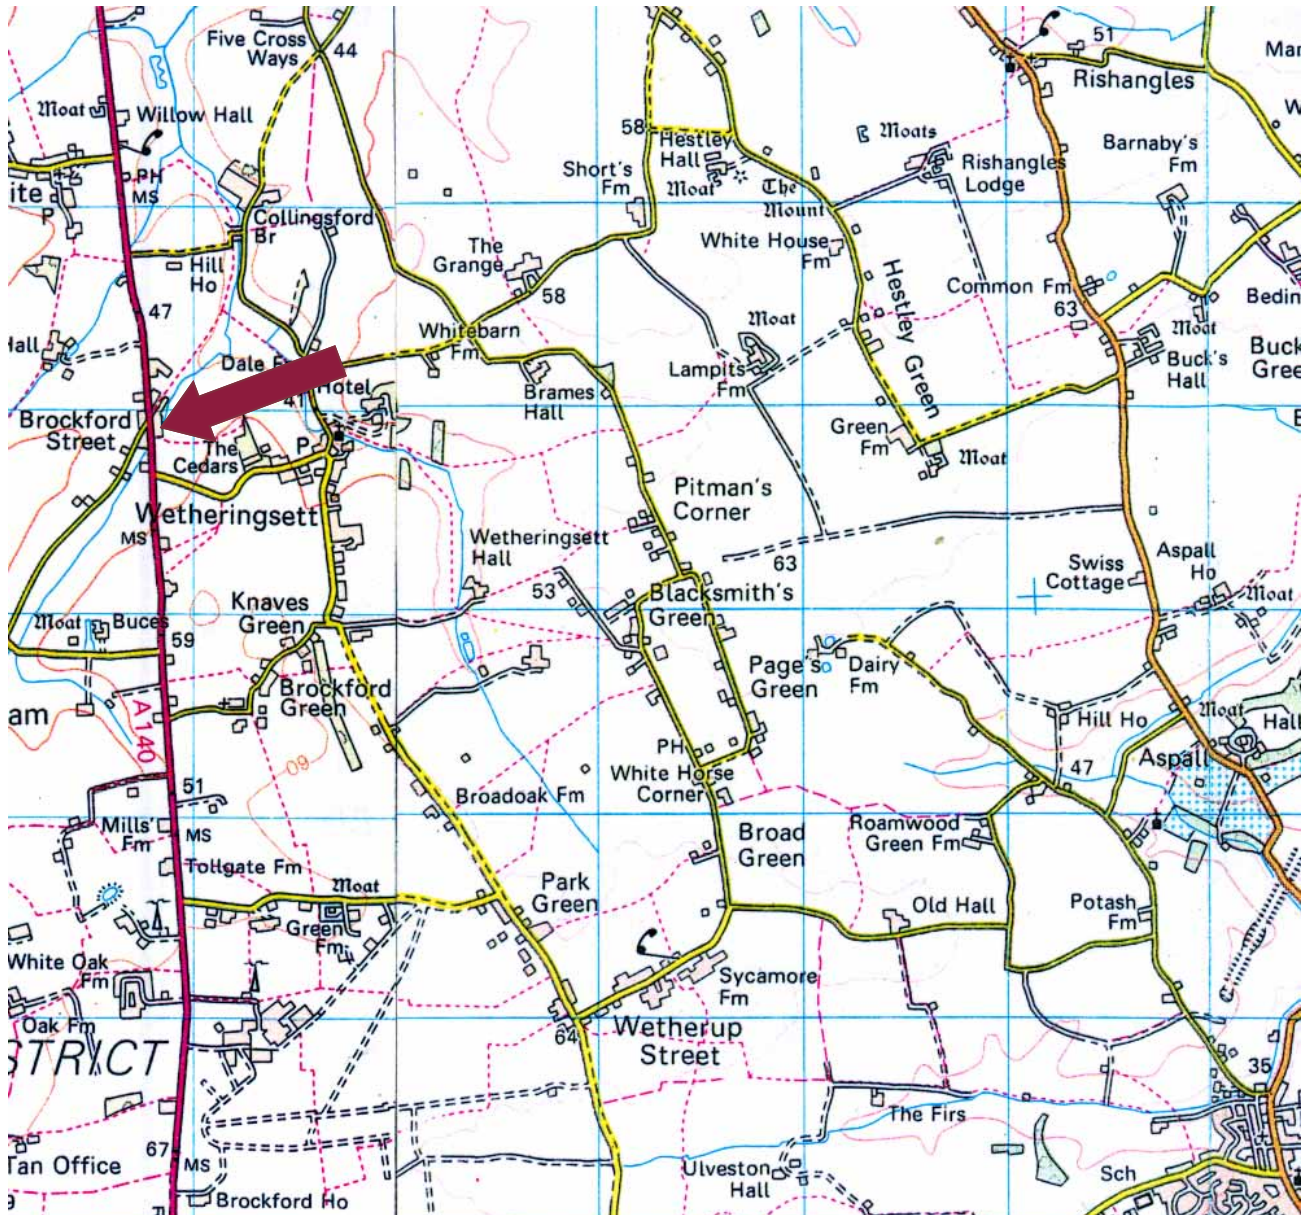 Five Cross
Ways
44
51
Rishangles
Mar
W
Moat
Willow Hall
58
Hestley
Hall
Moat
Moats
Barnaby's
Fm
Short's
Fm
Rishangles
Lodge
ite
P
PH
MS
The
Mount
Collingsford
Br
The
Grange
White House
Fm
Hill
Ho
58
Hestley Green
Common Fm
63
Bedin
47
Whitebarn
Fm
Moat
Moat
Buck's
Hall
Buck
Gree
Hall
Dale F
Hotel
Lampits
Fm
41
Brames
Hall
Brockford
Street
The
Cedars
P
Green
Fm
Moat
E
Pitman's
Corner
Wetheringsett
MS
Wetheringsett
Hall
63
Swiss
Cottage
Aspall
Ho
53
Moat
Knaves
Green
Blacksmith's
Green
Moat
Buces
59
Page's
Green
Dairy
Fm
Brockford
Green
am
A 140
Hill Ho
Moat
Hall
PH
White Horse
Corner
47
Aspall
60
51
Broadoak Fm
Mills'
Fm
MS
Broad
Green
Roamwood
Green Fm
Tollgate Fm
Moat
Park
Green
Old Hall
Potash
Fm
Green
Fm
White Oak
Fm
Sycamore
Fm
Oak Fm
64
Wetherup
Street
STRICT
35
The Firs
67
MS
Tan Office
Ulveston
Hall
Sch
9
Brockford Ho